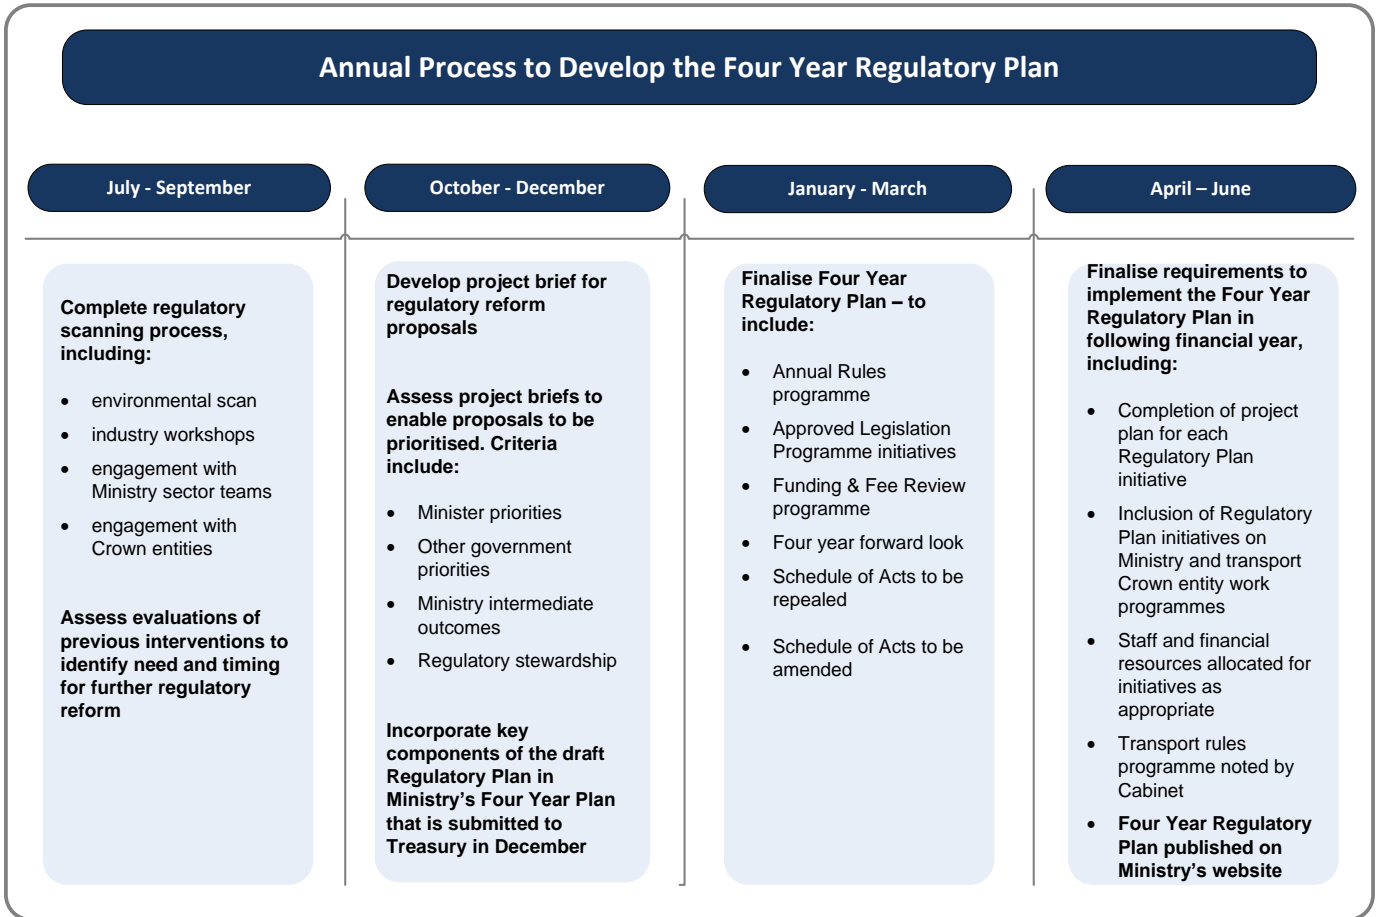 Annual Process to Develop the Four Year Regulatory Plan
July - September
Complete regulatory
scanning process,
including:
• environmental scan
• industry workshops
• engagement with
Ministry sector teams
• engagement with
Crown entities
Assess evaluations of
previous interventions to
identify need and timing
for further regulatory
reform
October - December
Develop project brief for
regulatory reform
proposals
Assess project briefs to
enable proposals to be
prioritised. Criteria
include:
• Minister priorities
• Other government
priorities
• Ministry intermediate
outcomes
• Regulatory stewardship
Incorporate key
components of the draft
Regulatory Plan in
Ministry’s Four Year Plan
that is submitted to
Treasury in December
January - March
Finalise Four Year
Regulatory Plan – to
include:
• Annual Rules
programme
• Approved Legislation
Programme initiatives
• Funding & Fee Review
programme
• Four year forward look
• Schedule of Acts to be
repealed
• Schedule of Acts to be
amended
April – June
Finalise requirements to
implement the Four Year
Regulatory Plan in
following financial year,
including:
• Completion of project
plan for each
Regulatory Plan
initiative
• Inclusion of Regulatory
Plan initiatives on
Ministry and transport
Crown entity work
programmes
• Staff and financial
resources allocated for
initiatives as
appropriate
• Transport rules
programme noted by
Cabinet
• Four Year Regulatory
Plan published on
Ministry’s website